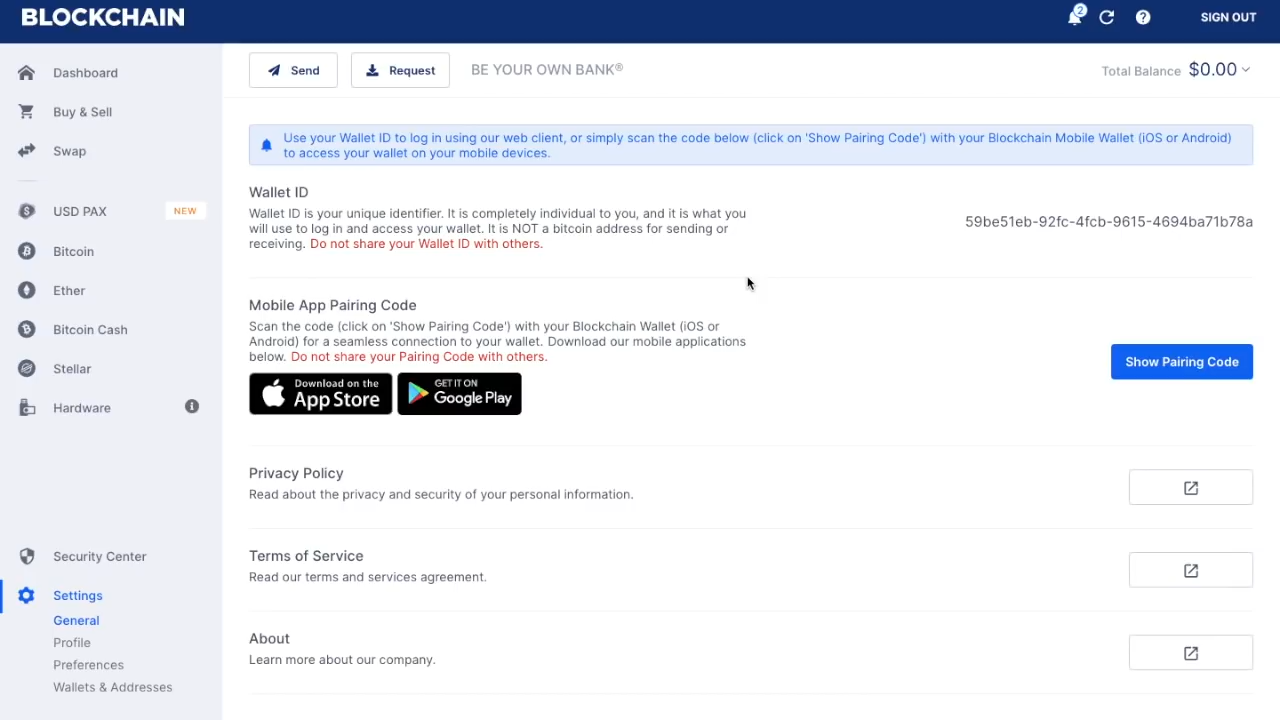 BLOCKCHAIN
2
SIGN OUT
Dashboard
Buy & Sell
Swap
USD PAX
NEW
Bitcoin
Ether
Bitcoin Cash
Stellar
Hardware
Security Center
Settings
General
Profile
Preferences
Wallets & Addresses
Send
Request
BE YOUR OWN BANK®
Total Balance $0.00
Use your Wallet ID to log in using our web client, or simply scan the code below (click on 'Show Pairing Code') with your Blockchain Mobile Wallet (iOS or Android)
to access your wallet on your mobile devices.
Wallet ID
Wallet ID is your unique identifier. It is completely individual to you, and it is what you
will use to log in and access your wallet. It is NOT a bitcoin address for sending or
receiving. Do not share your Wallet ID with others.
59be51eb-92fc-4fcb-9615-4694ba71b78a
Mobile App Pairing Code
Scan the code (click on 'Show Pairing Code') with your Blockchain Wallet (iOS or
Android) for a seamless connection to your wallet. Download our mobile applications
below. Do not share your Pairing Code with others.
Download on the
App Store
GET IT ON
Google Play
Show Pairing Code
Privacy Policy
Read about the privacy and security of your personal information.
Terms of Service
Read our terms and services agreement.
About
Learn more about our company.